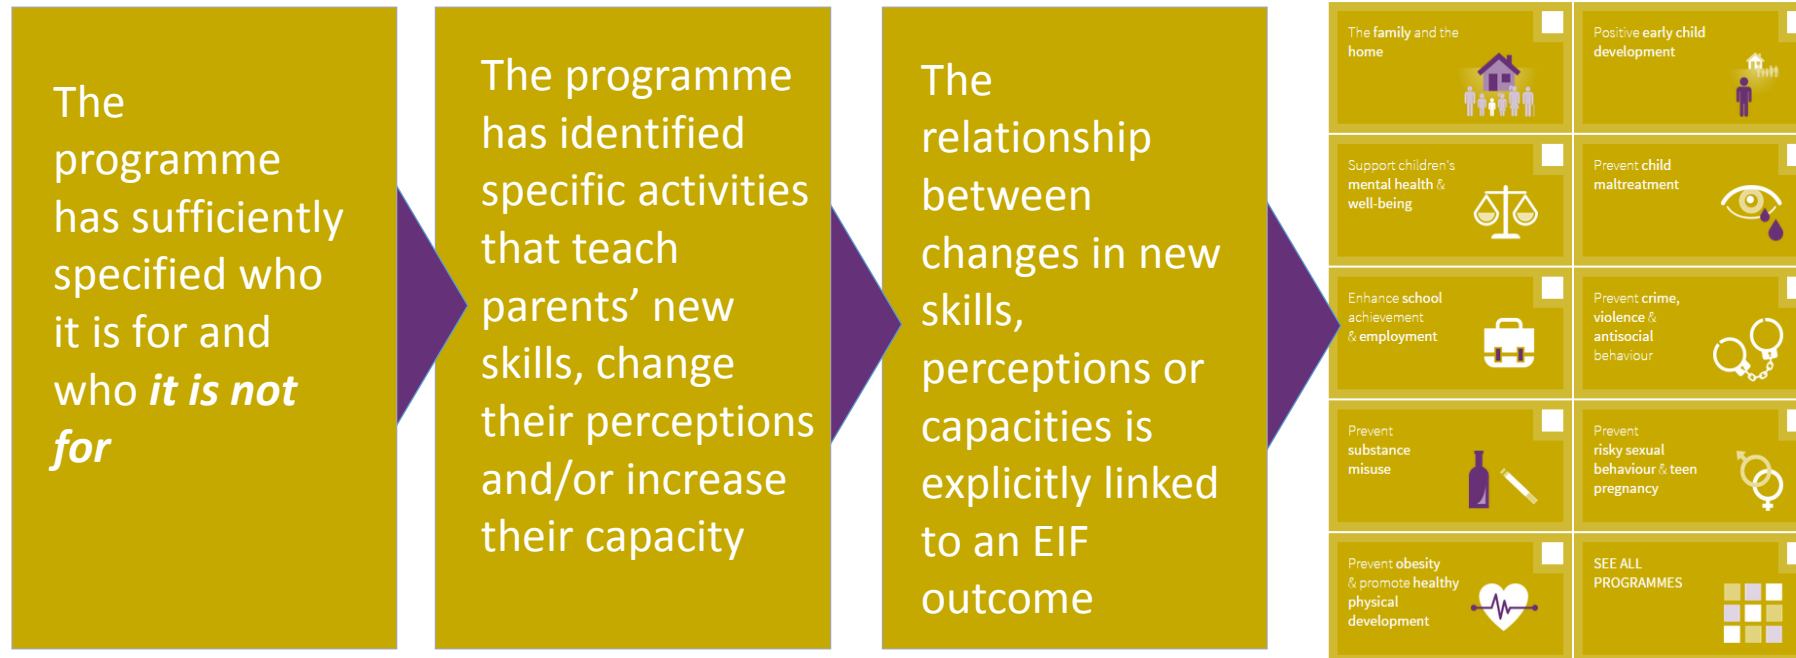 The
programme
has sufficiently
specified who
it is for and
who it is not
for
The programme
has identified
specific activities
that teach
parents’ new
skills, change
their perceptions
and/or increase
their capacity
The
relationship
between
changes in new
skills,
perceptions or
capacities is
explicitly linked
to an EIF
outcome
The family and the
home
Positive early child
development
Support children's
mental health &
well-being
Prevent child
maltreatment
Enhance school
achievement
& employment
Prevent crime,
violence &
antisocial
behaviour
Prevent
substance
misuse
Prevent
risky sexual
behaviour & teen
pregnancy
Prevent obesity
& promote healthy
physical
development
SEE ALL
PROGRAMMES